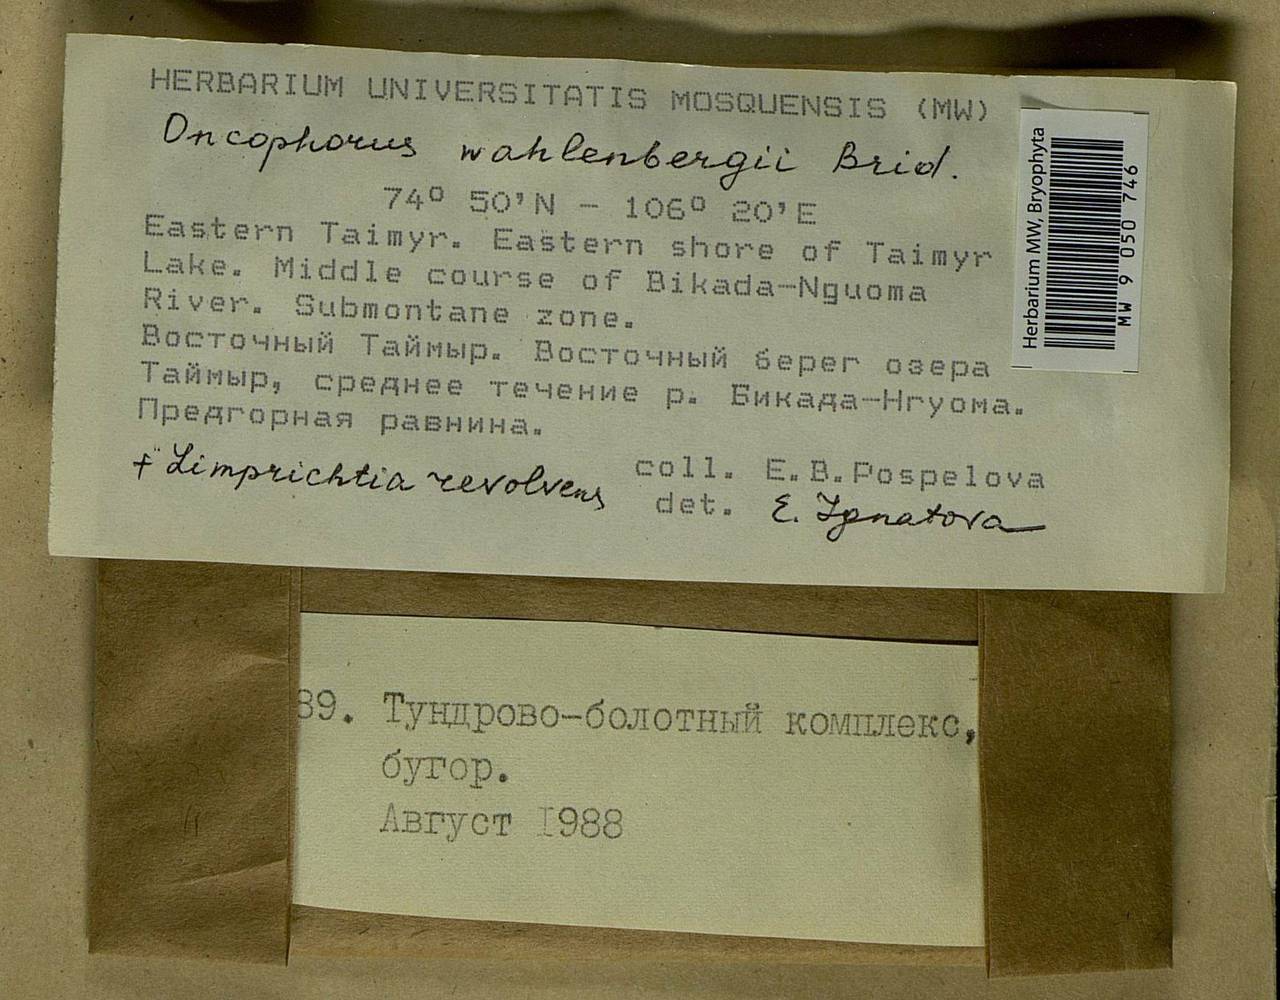 HERBARIUM UNIVERSITATIS MOSQUENSIS (MW)
Oncophorus wahlenbergii Brid.
74º 50'N - 106º 20'E
Eastern Taimyr. Eastern shore of Taimyr
Lake. Middle course of Bikada-Nguoma
River. Submontane zone.
Восточный Таймыр. Восточный берег озера
Таймыр, среднее течение р. Бикада-Нгуома.
Предгорная равнина.
+ Limprichtia revolvens
coll. E.B.Pospelova
det. E. Ignatova
Herbarium MW, Bryophyta
MW 9 050 746
89. Тундрово-болотный комплекс,
бугор.
Август 1988